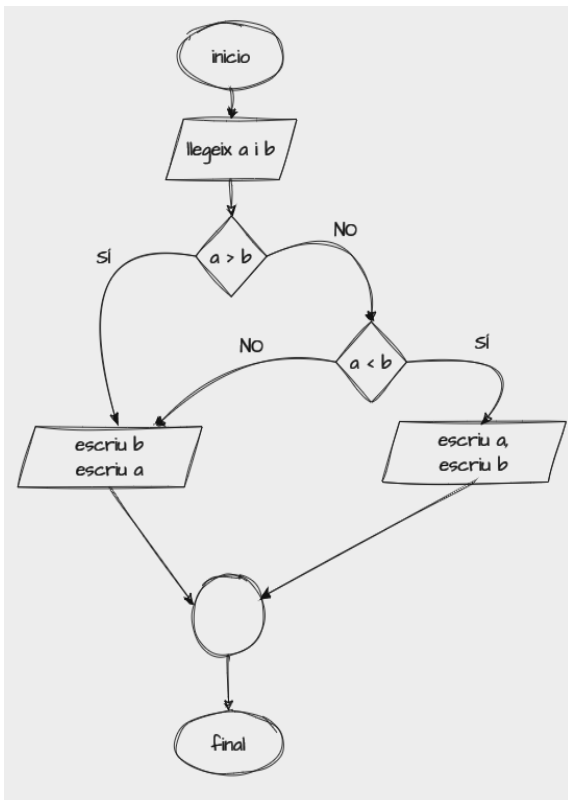 inicio
llegeix a i b
a > b
NO
SÍ
a < b
NO
SÍ
escriu b
escriu a
escriu a,
escriu b
final